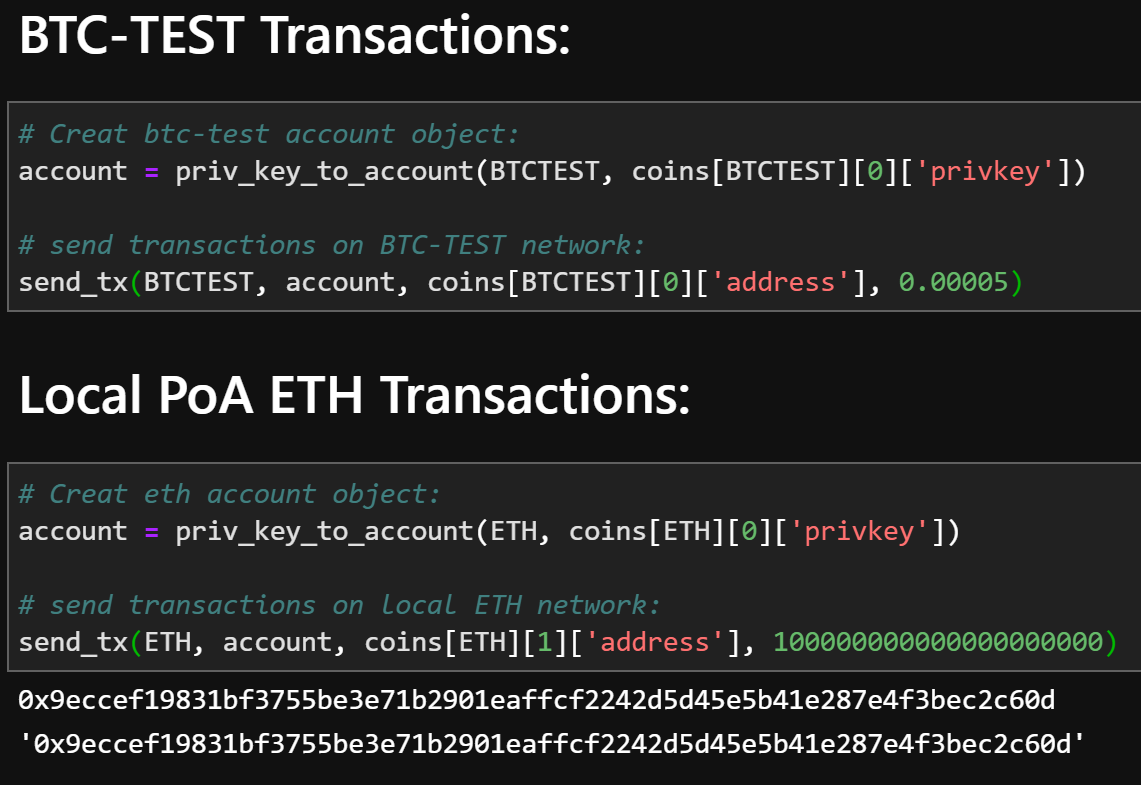 BTC-TEST Transactions:
# Creat btc-test account object:
account = priv_key_to_account(BTCTEST, coins[BTCTEST][0]['privkey'])
# send transactions on BTC-TEST network:
send_tx(BTCTEST, account, coins[BTCTEST][0]['address'], 0.00005)
Local PoA ETH Transactions:
# Creat eth account object:
account = priv_key_to_account(ETH, coins[ETH][0]['privkey'])
# send transactions on local ETH network:
send_tx(ETH, account, coins[ETH][1]['address'], 100000000000000000000)
0x9eccef19831bf3755be3e71b2901eaffcf2242d5d45e5b41e287e4f3bec2c60d
'0x9eccef19831bf3755be3e71b2901eaffcf2242d5d45e5b41e287e4f3bec2c60d'